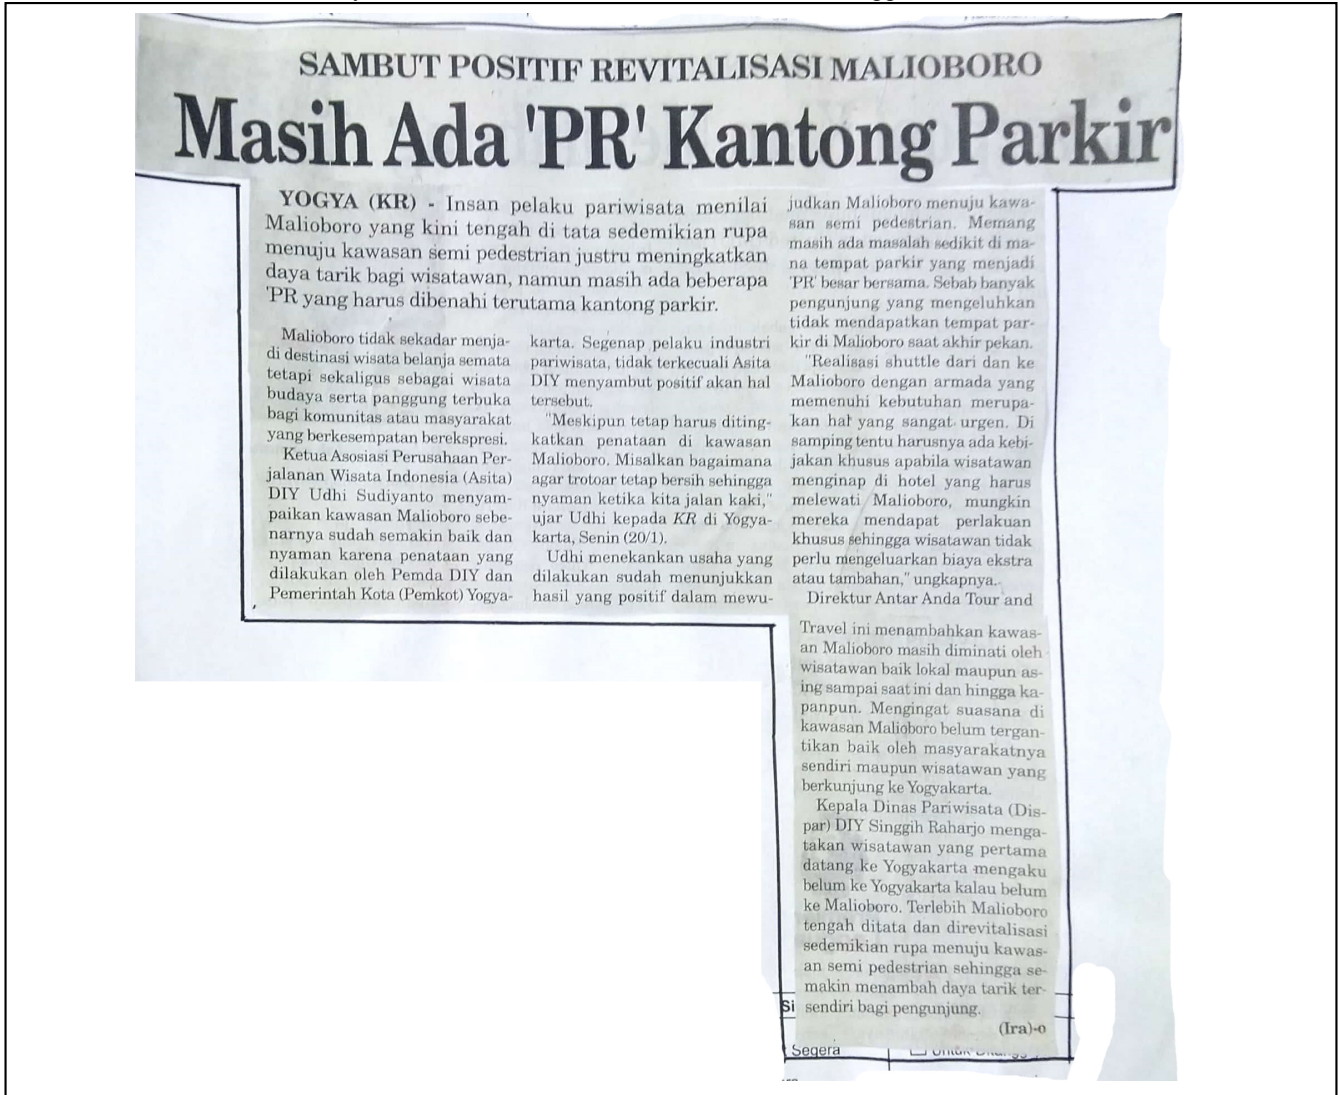 SAMBUT POSITIF REVITALISASI MALIOBORO
Masih Ada 'PR' Kantong Parkir
YOGYA (KR) - Insan pelaku pariwisata menilai
Malioboro yang kini tengah di tata sedemikian rupa
menuju kawasan semi pedestrian justru meningkatkan
daya tarik bagi wisatawan, namun masih ada beberapa
'PR yang harus dibenahi terutama kantong parkir.
Malioboro tidak sekadar menja-
di destinasi wisata belanja semata
tetapi sekaligus sebagai wisata
budaya serta panggung terbuka
bagi komunitas atau masyarakat
yang berkesempatan berekspresi.
Ketua Asosiasi Perusahaan Per-
jalanan Wisata Indonesia (Asita)
DIY Udhi Sudiyanto menyam-
paikan kawasan Malioboro sebe-
narnya sudah semakin baik dan
nyaman karena penataan yang
dilakukan oleh Pemda DIY dan
Pemerintah Kota (Pemkot) Yogya-
karta. Segenap pelaku industri
pariwisata, tidak terkecuali Asita
DIY menyambut positif akan hal
tersebut.
"Meskipun tetap harus diting-
katkan penataan di kawasan
Malioboro. Misalkan bagaimana
agar trotoar tetap bersih sehingga
nyaman ketika kita jalan kaki,"
ujar Udhi kepada KR di Yogya-
karta, Senin (20/1).
Udhi menekankan usaha yang
dilakukan sudah menunjukkan
hasil yang positif dalam mewu-
judkan Malioboro menuju kawa-
san semi pedestrian. Memang
masih ada masalah sedikit di ma-
na tempat parkir yang menjadi
'PR' besar bersama. Sebab banyak
pengunjung yang mengeluhkan
tidak mendapatkan tempat par-
kir di Malioboro saat akhir pekan.
"Realisasi shuttle dari dan ke
Malioboro dengan armada yang
memenuhi kebutuhan merupa-
kan hal yang sangat urgen. Di
samping tentu harusnya ada kebi-
jakan khusus apabila wisatawan
menginap di hotel yang harus
melewati Malioboro, mungkin
mereka mendapat perlakuan
khusus sehingga wisatawan tidak
perlu mengeluarkan biaya ekstra
atau tambahan," ungkapnya.
Direktur Antar Anda Tour and
Travel ini menambahkan kawas-
an Malioboro masih diminati oleh
wisatawan baik lokal maupun as-
ing sampai saat ini dan hingga ka-
panpun. Mengingat suasana di
kawasan Malioboro belum tergan-
tikan baik oleh masyarakatnya
sendiri maupun wisatawan yang
berkunjung ke Yogyakarta.
Kepala Dinas Pariwisata (Dis-
par) DIY Singgih Raharjo menga-
takan wisatawan yang pertama
datang ke Yogyakarta mengaku
belum ke Yogyakarta kalau belum
ke Malioboro. Terlebih Malioboro
tengah ditata dan direvitalisasi
sedemikian rupa menuju kawas-
an semi pedestrian sehingga se-
makin menambah daya tarik ter-
sendiri bagi pengunjung.
(Ira)-o
Si
Segera